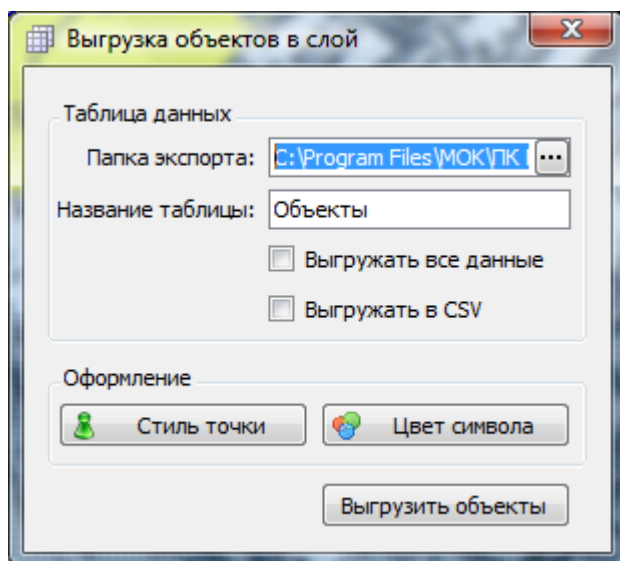 Выгрузка объектов в слой
Таблица данных
Папка экспорта: C:\Program Files\МОК\ПК
Название таблицы: Объекты
Выгружать все данные
Выгружать в CSV
Оформление
Стиль точки Цвет символа
Выгрузить объекты